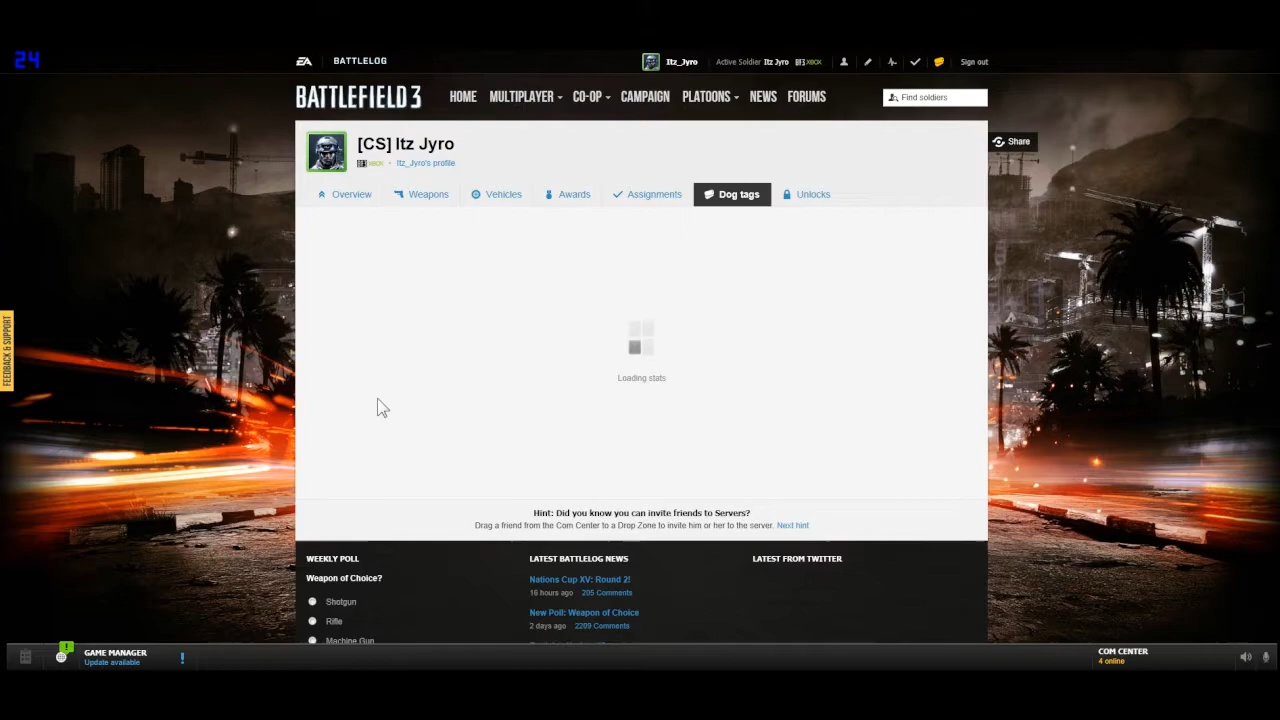 24
EA BATTLELOG Itz_Jyro Active Soldier Itz Jyro BF3 XBOX Sign out
BATTLEFIELD 3 HOME MULTIPLAYER CO-OP CAMPAIGN PLATOONS NEWS FORUMS Find soldiers
[CS] Itz Jyro
Share
XBOX • Itz_Jyro's profile
Overview Weapons Vehicles Awards Assignments Dog tags Unlocks
FEEDBACK & SUPPORT
Loading stats
Hint: Did you know you can invite friends to Servers?
Drag a friend from the Com Center to a Drop Zone to invite him or her to the server. Next hint
WEEKLY POLL
Weapon of Choice?
Shotgun
Rifle
Machine Gun
LATEST BATTLELOG NEWS
Nations Cup XV: Round 2!
16 hours ago 205 Comments
New Poll: Weapon of Choice
2 days ago 2209 Comments
LATEST FROM TWITTER
GAME MANAGER
Update available
!
COM CENTER
4 online